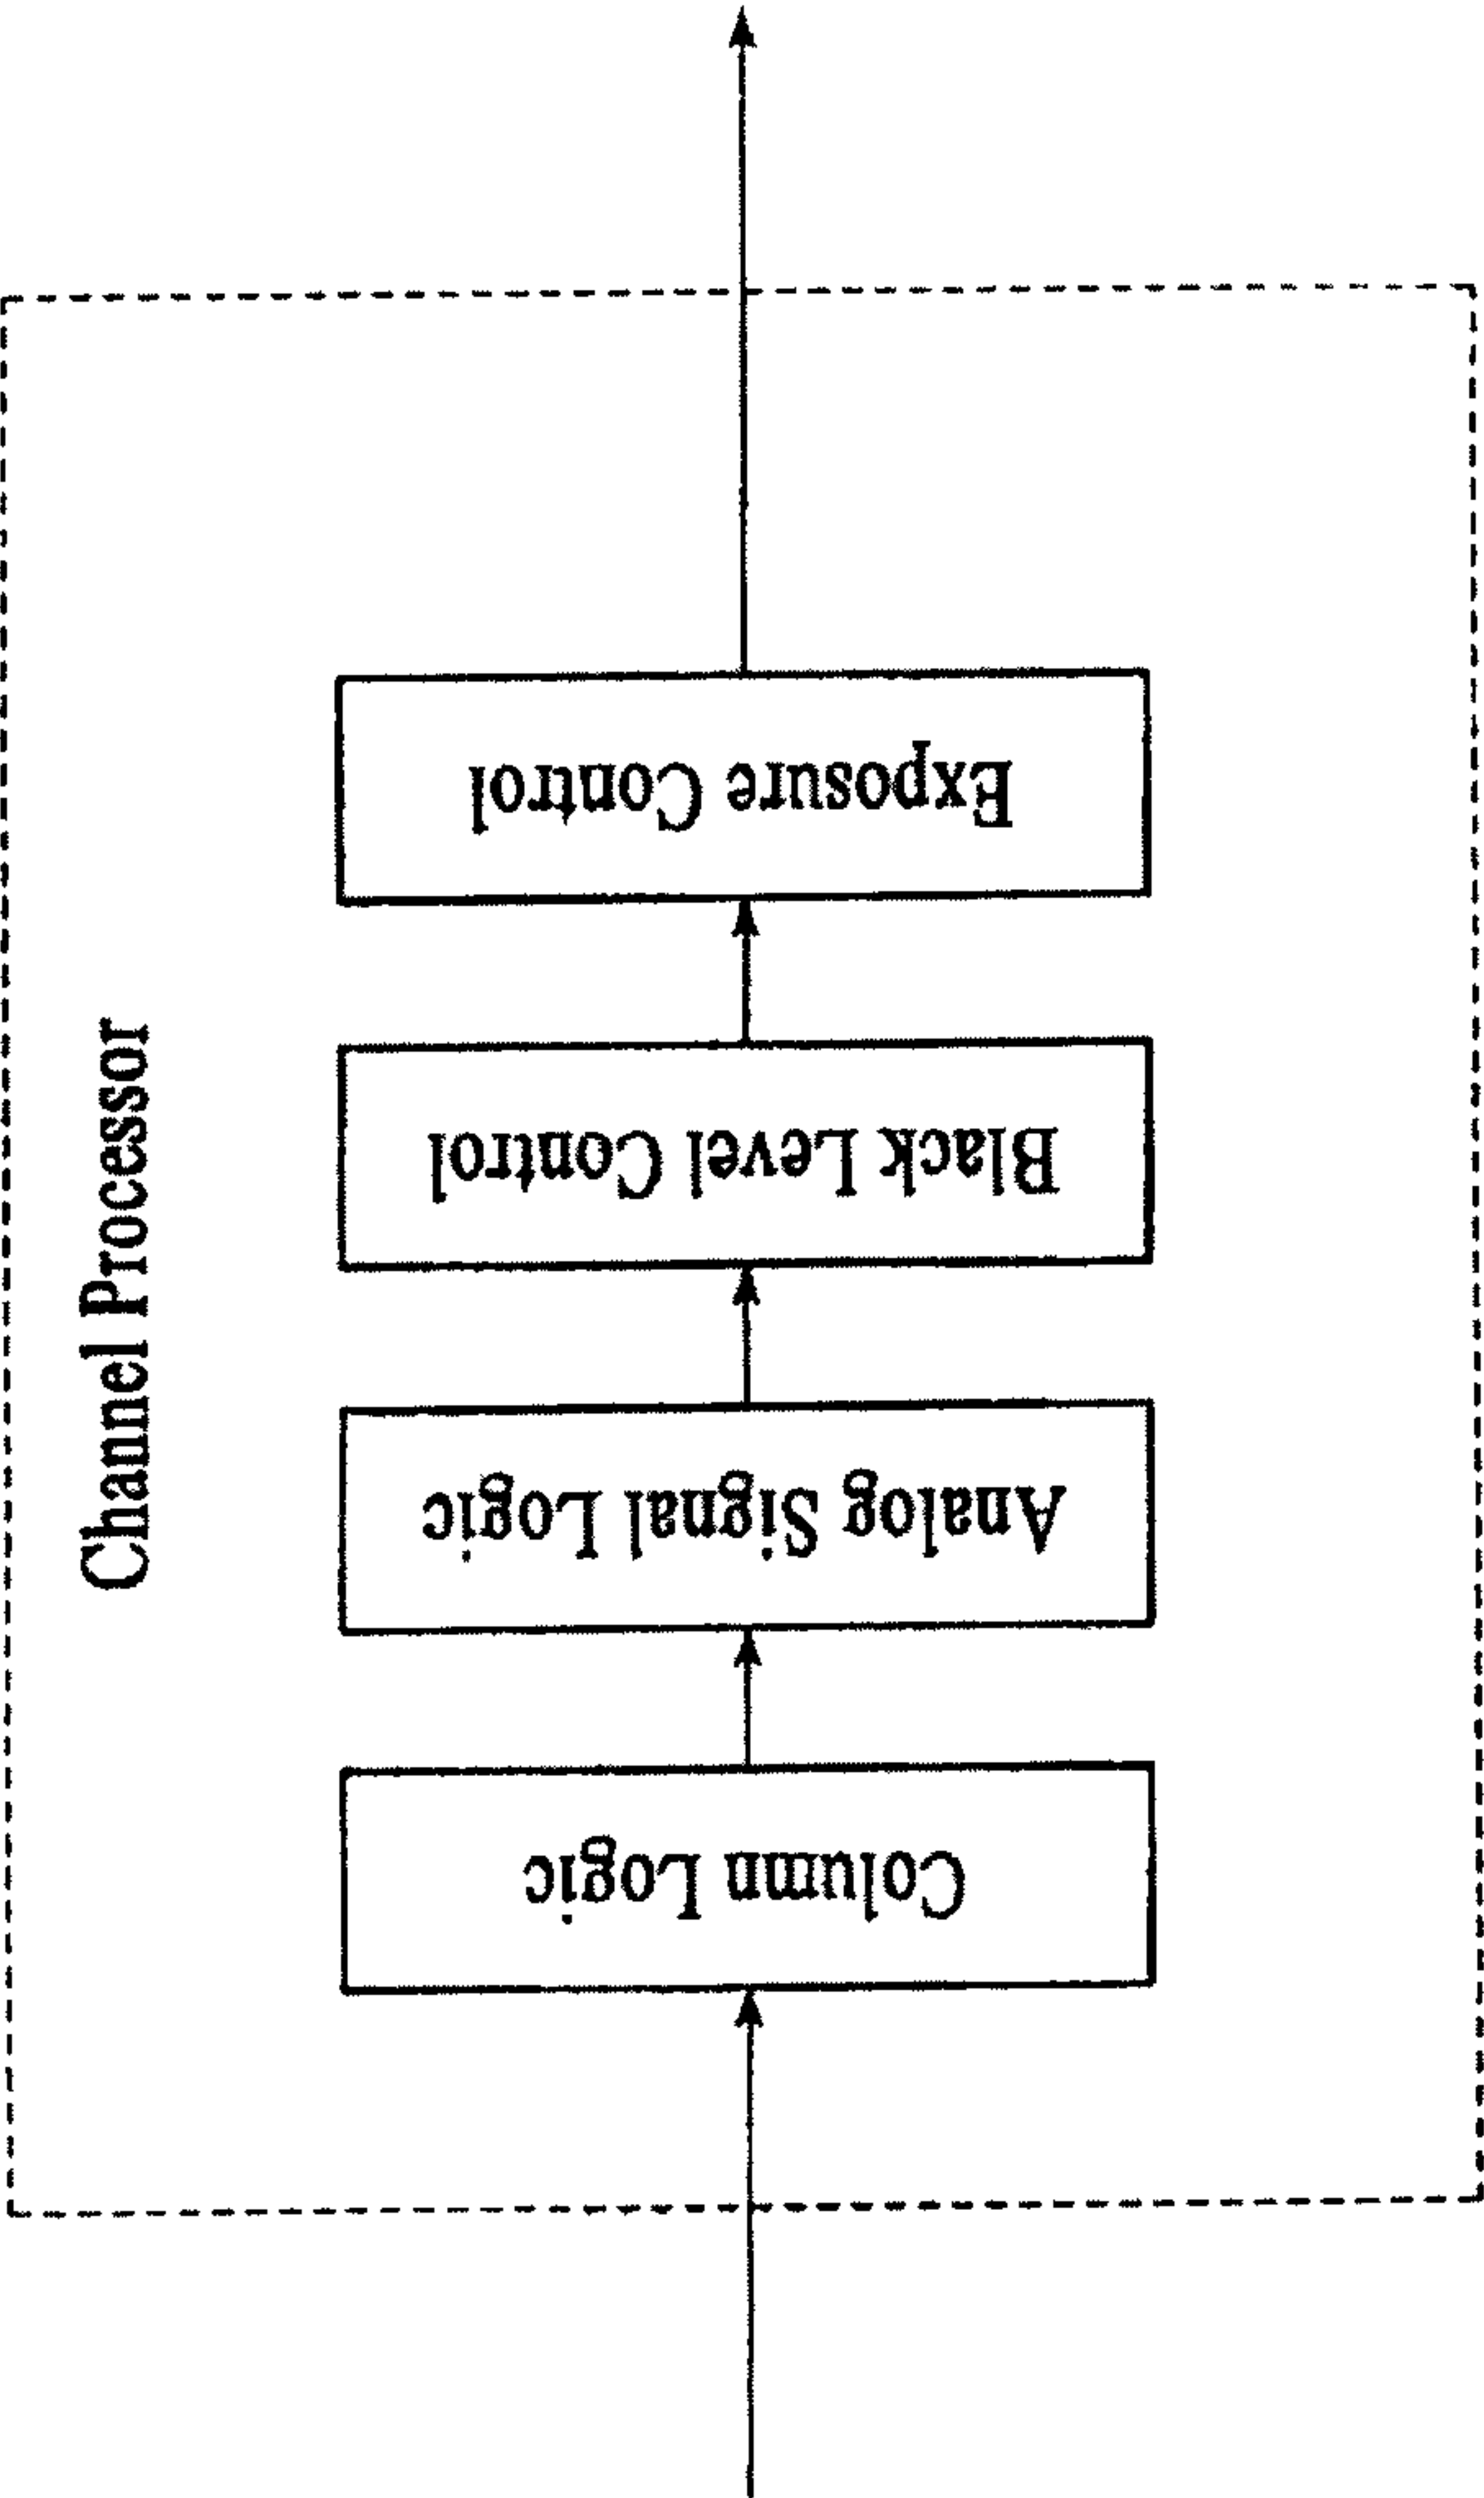 Channel Processor
Column Logic
Analog Signal Logic
Black Level Control
Exposure Control